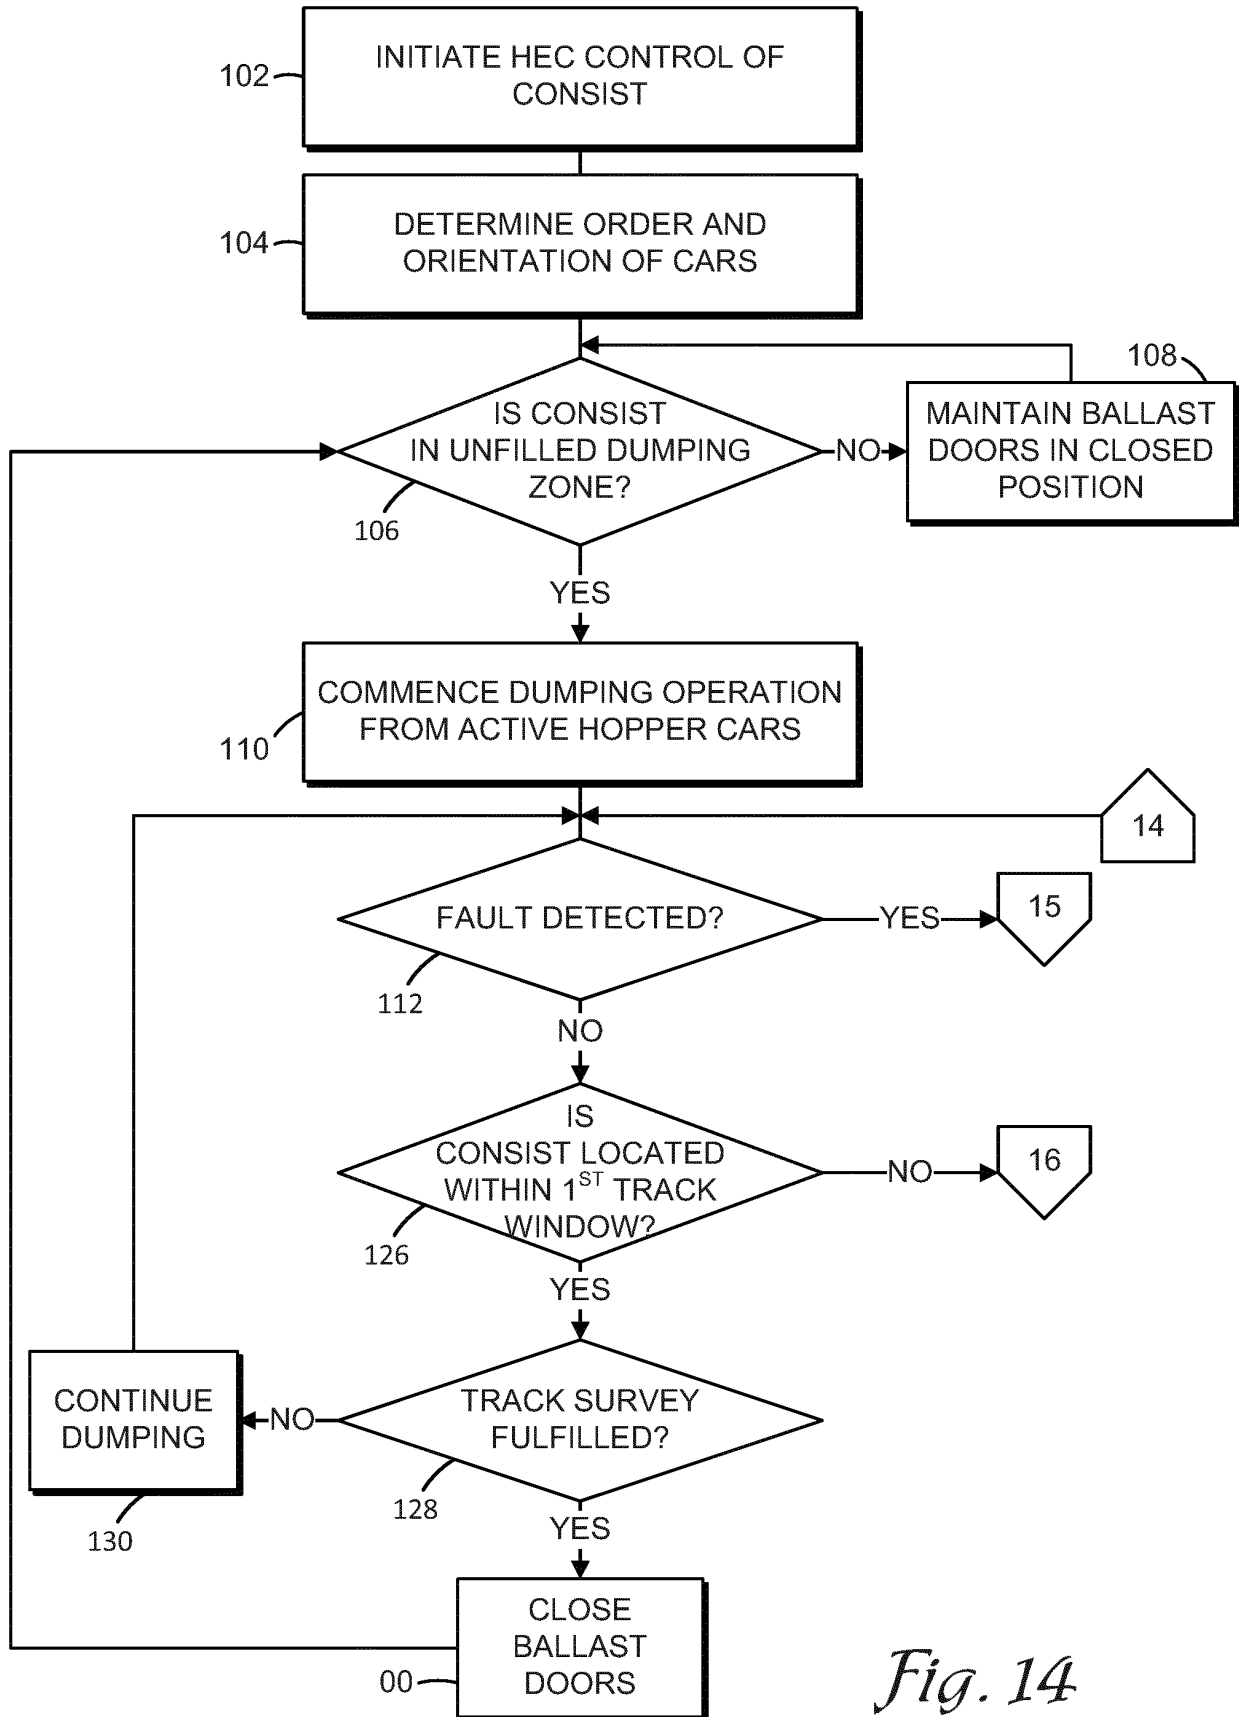 INITIATE HEC CONTROL OF
CONSIST
102
DETERMINE ORDER AND
ORIENTATION OF CARS
104
108
IS CONSIST
IN UNFILLED DUMPING
ZONE?
NO
MAINTAIN BALLAST
DOORS IN CLOSED
POSITION
106
YES
COMMENCE DUMPING OPERATION
FROM ACTIVE HOPPER CARS
110
14
FAULT DETECTED?
YES
15
112
NO
IS
CONSIST LOCATED
WITHIN 1ST TRACK
WINDOW?
NO
16
126
YES
CONTINUE
DUMPING
NO
TRACK SURVEY
FULFILLED?
128
130
YES
CLOSE
BALLAST
DOORS
00
Fig. 14